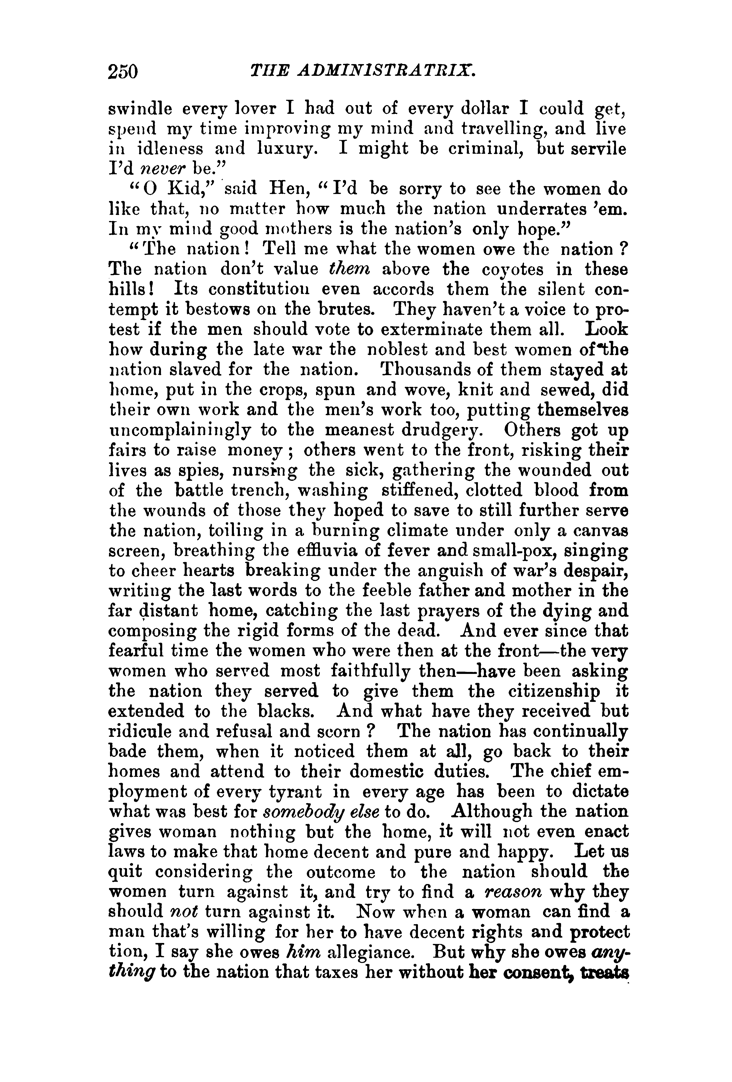 250 THE ADMINISTRATRIX.
swindle every lover I had out of every dollar I could get,
spend my time improving my mind and travelling, and live
in idleness and luxury. I might be criminal, but servile
I'd never be."
"O Kid," said Hen, "I'd be sorry to see the women do
like that, no matter how much the nation underrates 'em.
In my mind good mothers is the nation's only hope."
"The nation! Tell me what the women owe the nation?
The nation don't value them above the coyotes in these
hills! Its constitution even accords them the silent con-
tempt it bestows on the brutes. They haven't a voice to pro-
test if the men should vote to exterminate them all. Look
how during the late war the noblest and best women of the
nation slaved for the nation. Thousands of them stayed at
home, put in the crops, spun and wove, knit and sewed, did
their own work and the men's work too, putting themselves
uncomplainingly to the meanest drudgery. Others got up
fairs to raise money; others went to the front, risking their
lives as spies, nursing the sick, gathering the wounded out
of the battle trench, washing stiffened, clotted blood from
the wounds of those they hoped to save to still further serve
the nation, toiling in a burning climate under only a canvas
screen, breathing the effluvia of fever and small-pox, singing
to cheer hearts breaking under the anguish of war's despair,
writing the last words to the feeble father and mother in the
far distant home, catching the last prayers of the dying and
composing the rigid forms of the dead. And ever since that
fearful time the women who were then at the front—the very
women who served most faithfully then—have been asking
the nation they served to give them the citizenship it
extended to the blacks. And what have they received but
ridicule and refusal and scorn? The nation has continually
bade them, when it noticed them at all, go back to their
homes and attend to their domestic duties. The chief em-
ployment of every tyrant in every age has been to dictate
what was best for somebody else to do. Although the nation
gives woman nothing but the home, it will not even enact
laws to make that home decent and pure and happy. Let us
quit considering the outcome to the nation should the
women turn against it, and try to find a reason why they
should not turn against it. Now when a woman can find a
man that's willing for her to have decent rights and protect
tion, I say she owes him allegiance. But why she owes any-
thing to the nation that taxes her without her consent, treats